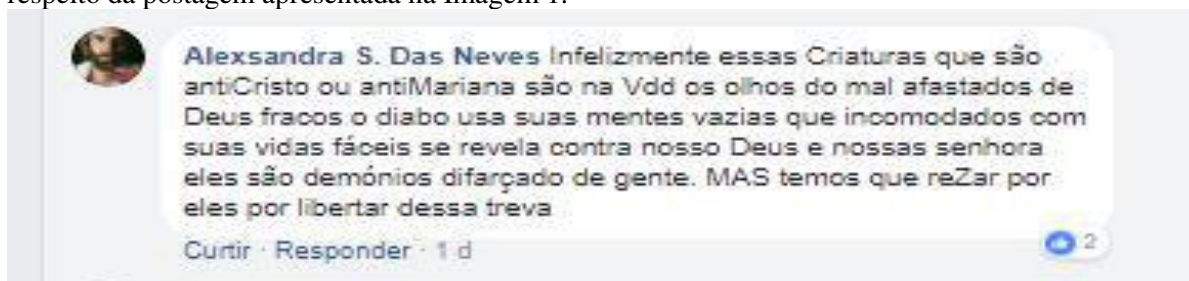 respeito da postagem apresentada na Imagem 1.
Alexsandra S. Das Neves Infelizmente essas Criaturas que são
antiCristo ou antiMariana são na Vdd os olhos do mal afastados de
Deus fracos o diabo usa suas mentes vazias que incomodados com
suas vidas fáceis se revela contra nosso Deus e nossas senhora
eles são demónios difarçado de gente. MAS temos que reZar por
eles por libertar dessa treva
Curtir · Responder · 1 d
2